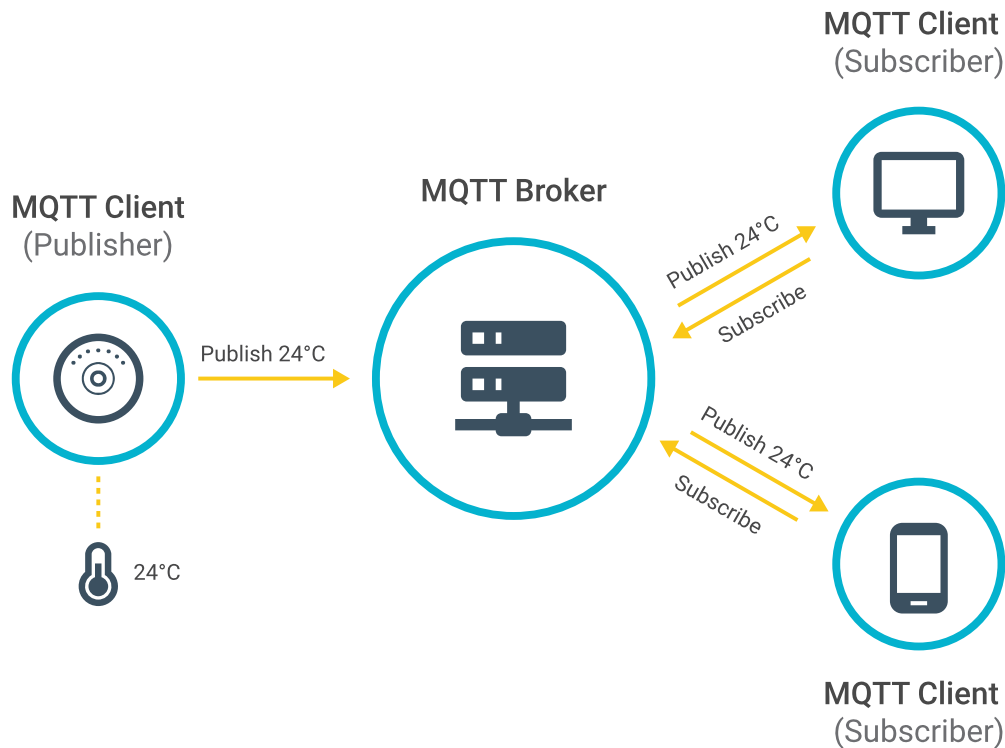 MQTT Client
(Subscriber)
MQTT Broker
MQTT Client
(Publisher)
Publish 24°C
Publish 24°C
Subscribe
Publish 24°C
Subscribe
24°C
MQTT Client
(Subscriber)